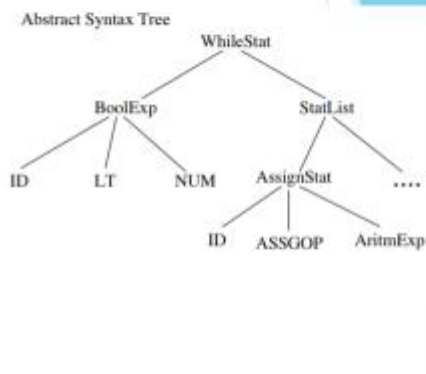 Abstract Syntax Tree
WhileStat
BoolExp StatList
ID LT NUM AssignStat ....
ID ASSGOP AritmExp